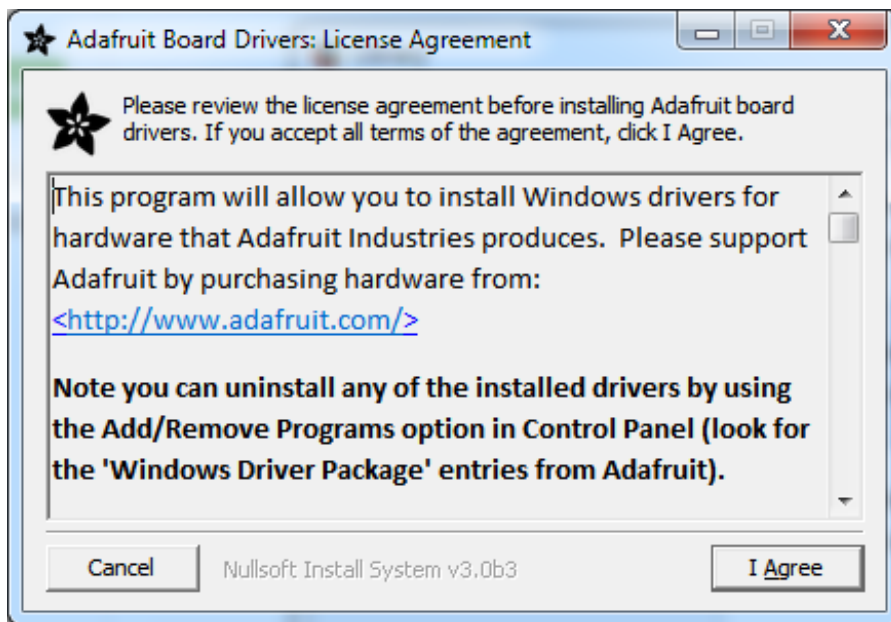 Adafruit Board Drivers: License Agreement
Please review the license agreement before installing Adafruit board
drivers. If you accept all terms of the agreement, click I Agree.
This program will allow you to install Windows drivers for
hardware that Adafruit Industries produces.  Please support
Adafruit by purchasing hardware from:
<http://www.adafruit.com/>
Note you can uninstall any of the installed drivers by using
the Add/Remove Programs option in Control Panel (look for
the 'Windows Driver Package' entries from Adafruit).
Cancel Nullsoft Install System v3.0b3 I Agree